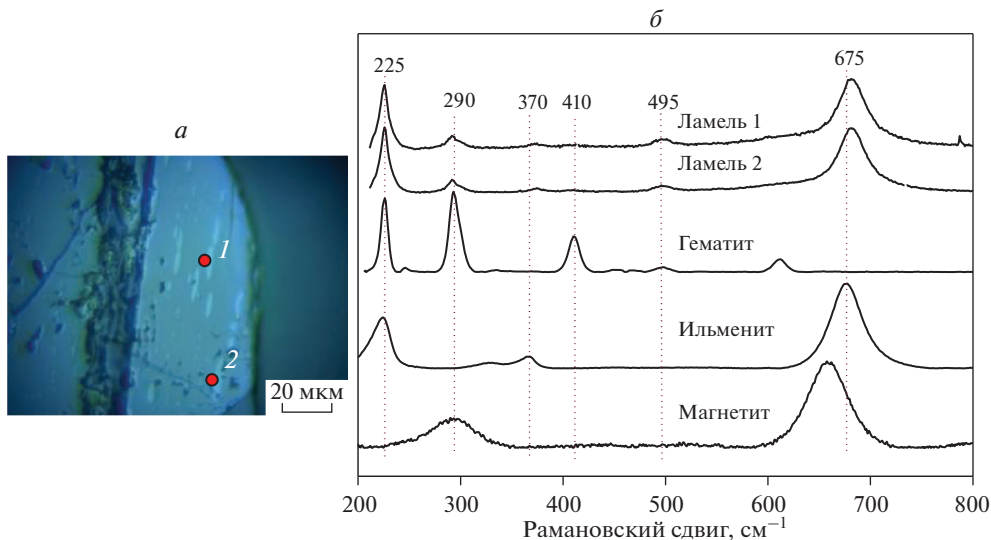 а
1
2
20 мкм
б
225
290
370
410
495
675
Ламель 1
Ламель 2
Гематит
Ильменит
Магнетит
200 300 400 500 600 700 800
Рамановский сдвиг, см⁻¹